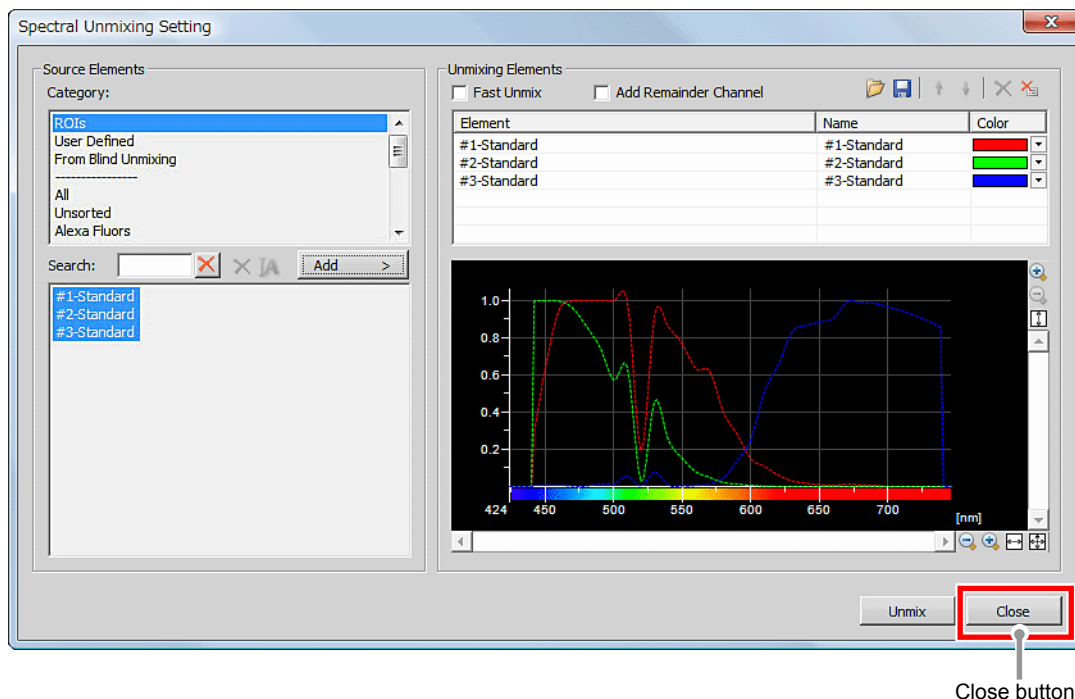 Spectral Unmixing Setting
Source Elements
Category:
ROIs
User Defined
From Blind Unmixing
----------------
All
Unsorted
Alexa Fluors
Search:
Add >
#1-Standard
#2-Standard
#3-Standard
Unmixing Elements
Fast Unmix
Add Remainder Channel
Element Name Color
#1-Standard #1-Standard
#2-Standard #2-Standard
#3-Standard #3-Standard
1.0
0.8
0.6
0.4
0.2
424 450 500 550 600 650 700 [nm]
Unmix
Close
Close button